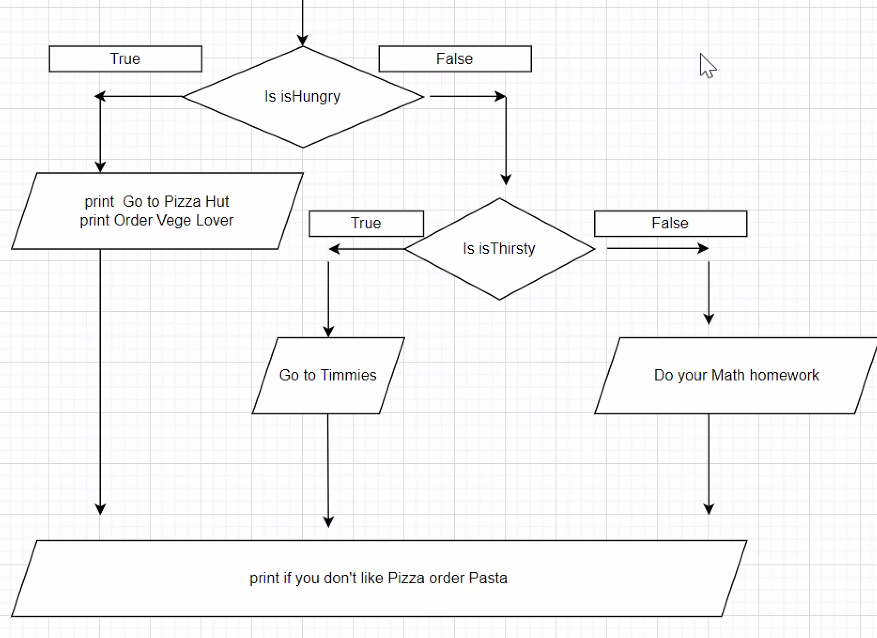 True
False
Is isHungry
print  Go to Pizza Hut
print Order Vege Lover
True
False
Is isThirsty
Go to Timmies
Do your Math homework
print if you don't like Pizza order Pasta